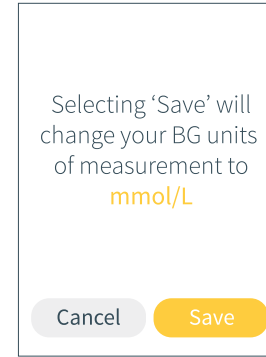 Selecting ‘Save’ will
change your BG units
of measurement to
mmol/L
Cancel
Save